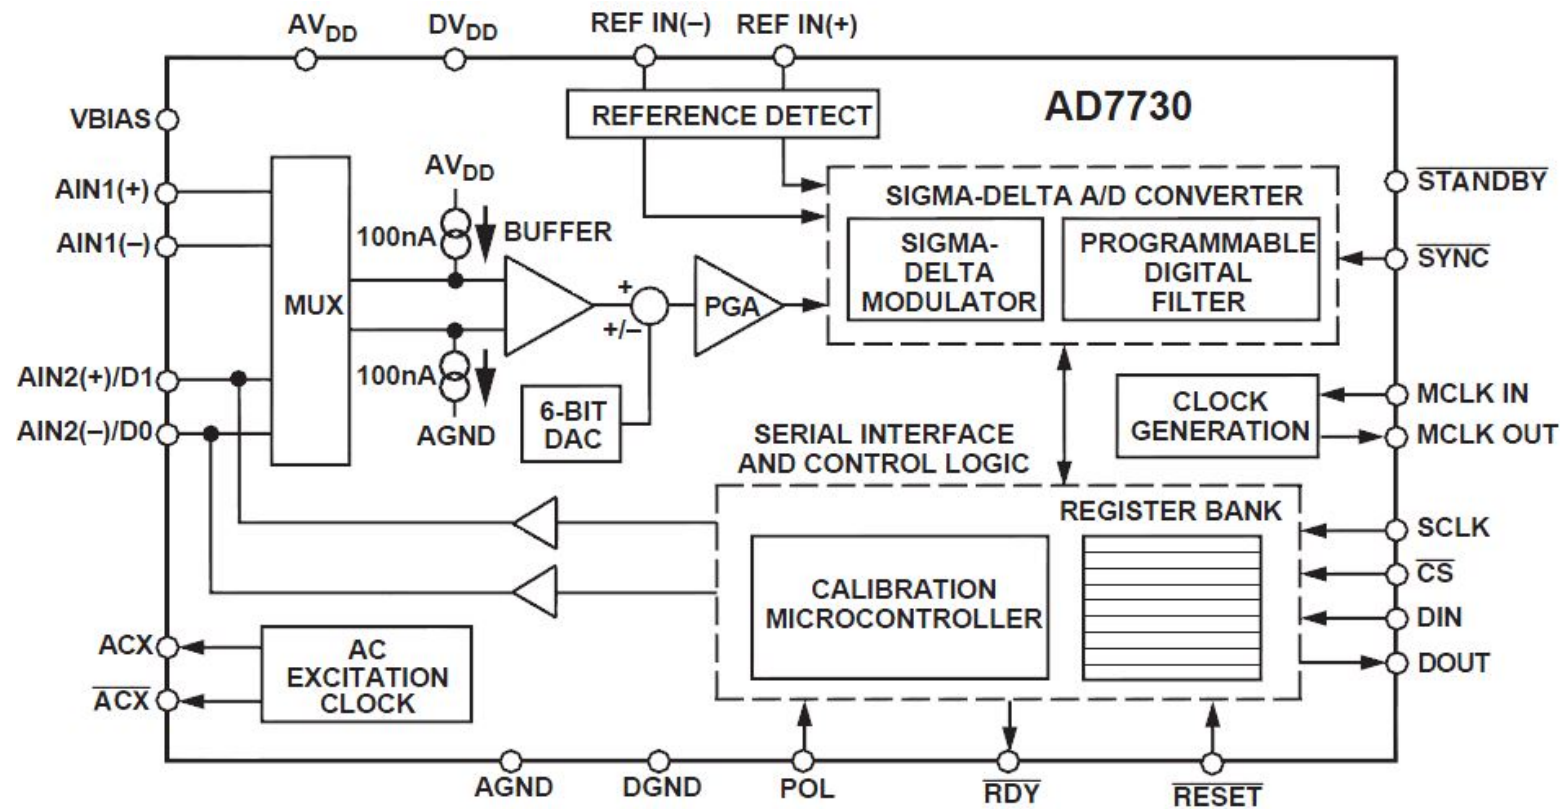 AVDD
DVDD
REF IN(–)
REF IN(+)
AD7730
VBIAS
REFERENCE DETECT
AIN1(+)
AIN1(–)
AVDD
100nA
BUFFER
MUX
+
+/–
PGA
SIGMA-DELTA A/D CONVERTER
SIGMA-
DELTA
MODULATOR
PROGRAMMABLE
DIGITAL
FILTER
STANDBY
SYNC
AIN2(+)/D1
AIN2(–)/D0
100nA
AGND
6-BIT
DAC
CLOCK
GENERATION
MCLK IN
MCLK OUT
SERIAL INTERFACE
AND CONTROL LOGIC
REGISTER BANK
CALIBRATION
MICROCONTROLLER
SCLK
CS
DIN
DOUT
ACX
ACX
AC
EXCITATION
CLOCK
AGND
DGND
POL
RDY
RESET